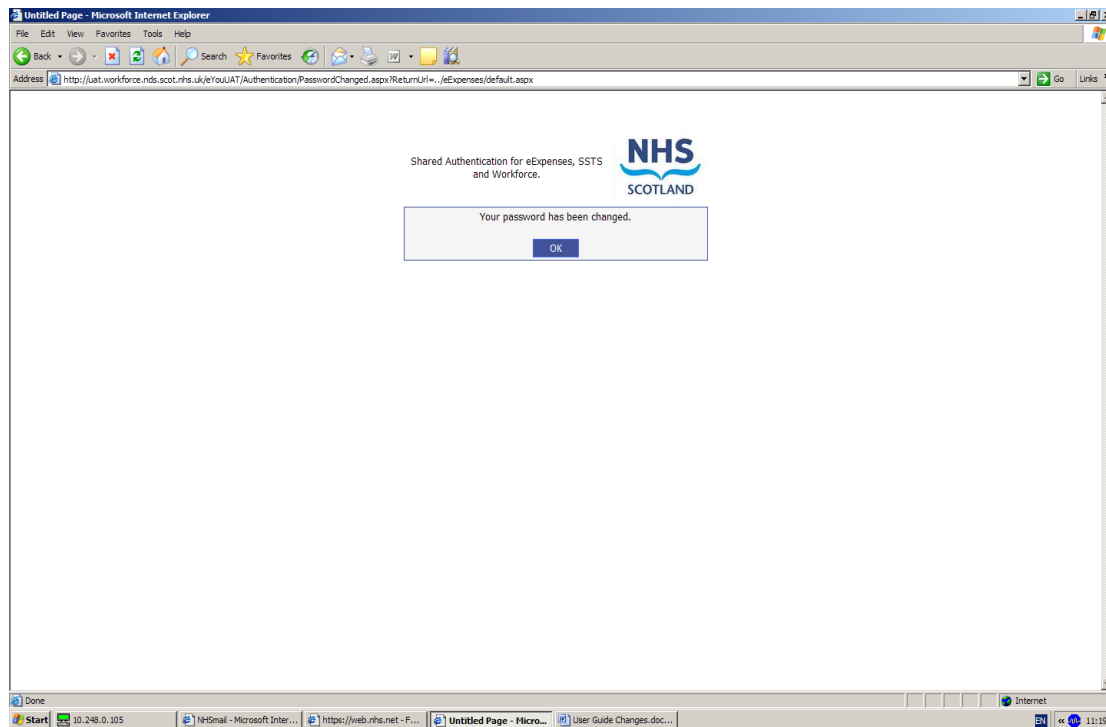 Untitled Page - Microsoft Internet Explorer
File Edit View Favorites Tools Help
Back Search Favorites
Address http://uat.workforce.nds.scot.nhs.uk/eYouUAT/Authentication/PasswordChanged.aspx?ReturnUrl=../eExpenses/default.aspx Go Links
Shared Authentication for eExpenses, SSTS
and Workforce.
NHS
SCOTLAND
Your password has been changed.
OK
Done Internet
Start 10.248.0.105 NHSmail - Microsoft Inter... https://web.nhs.net - F... Untitled Page - Micro... User Guide Changes.doc... EN « 11:19